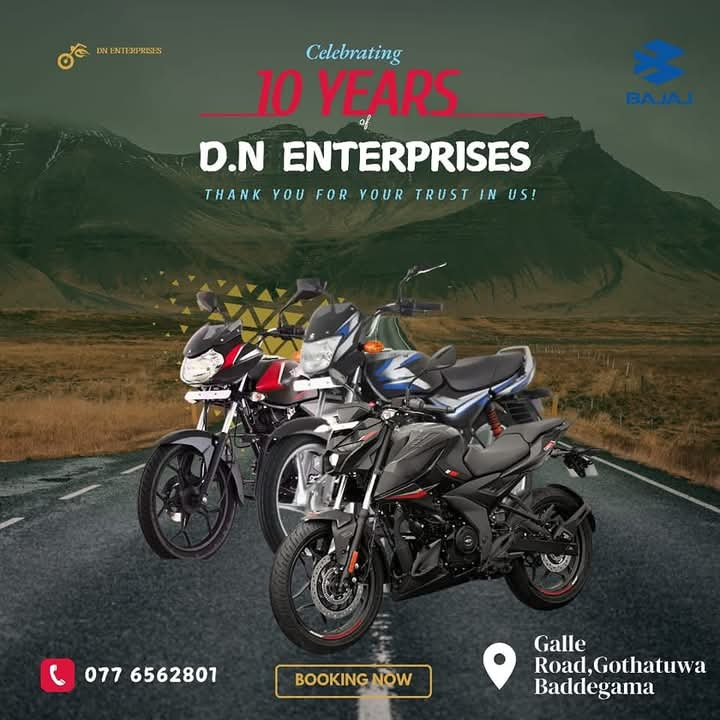 DN ENTERPRISES
Celebrating
10 YEARS
of
D.N ENTERPRISES
THANK YOU FOR YOUR TRUST IN US!
BAJAJ
077 6562801
BOOKING NOW
Galle
Road,Gothatuwa
Baddegama